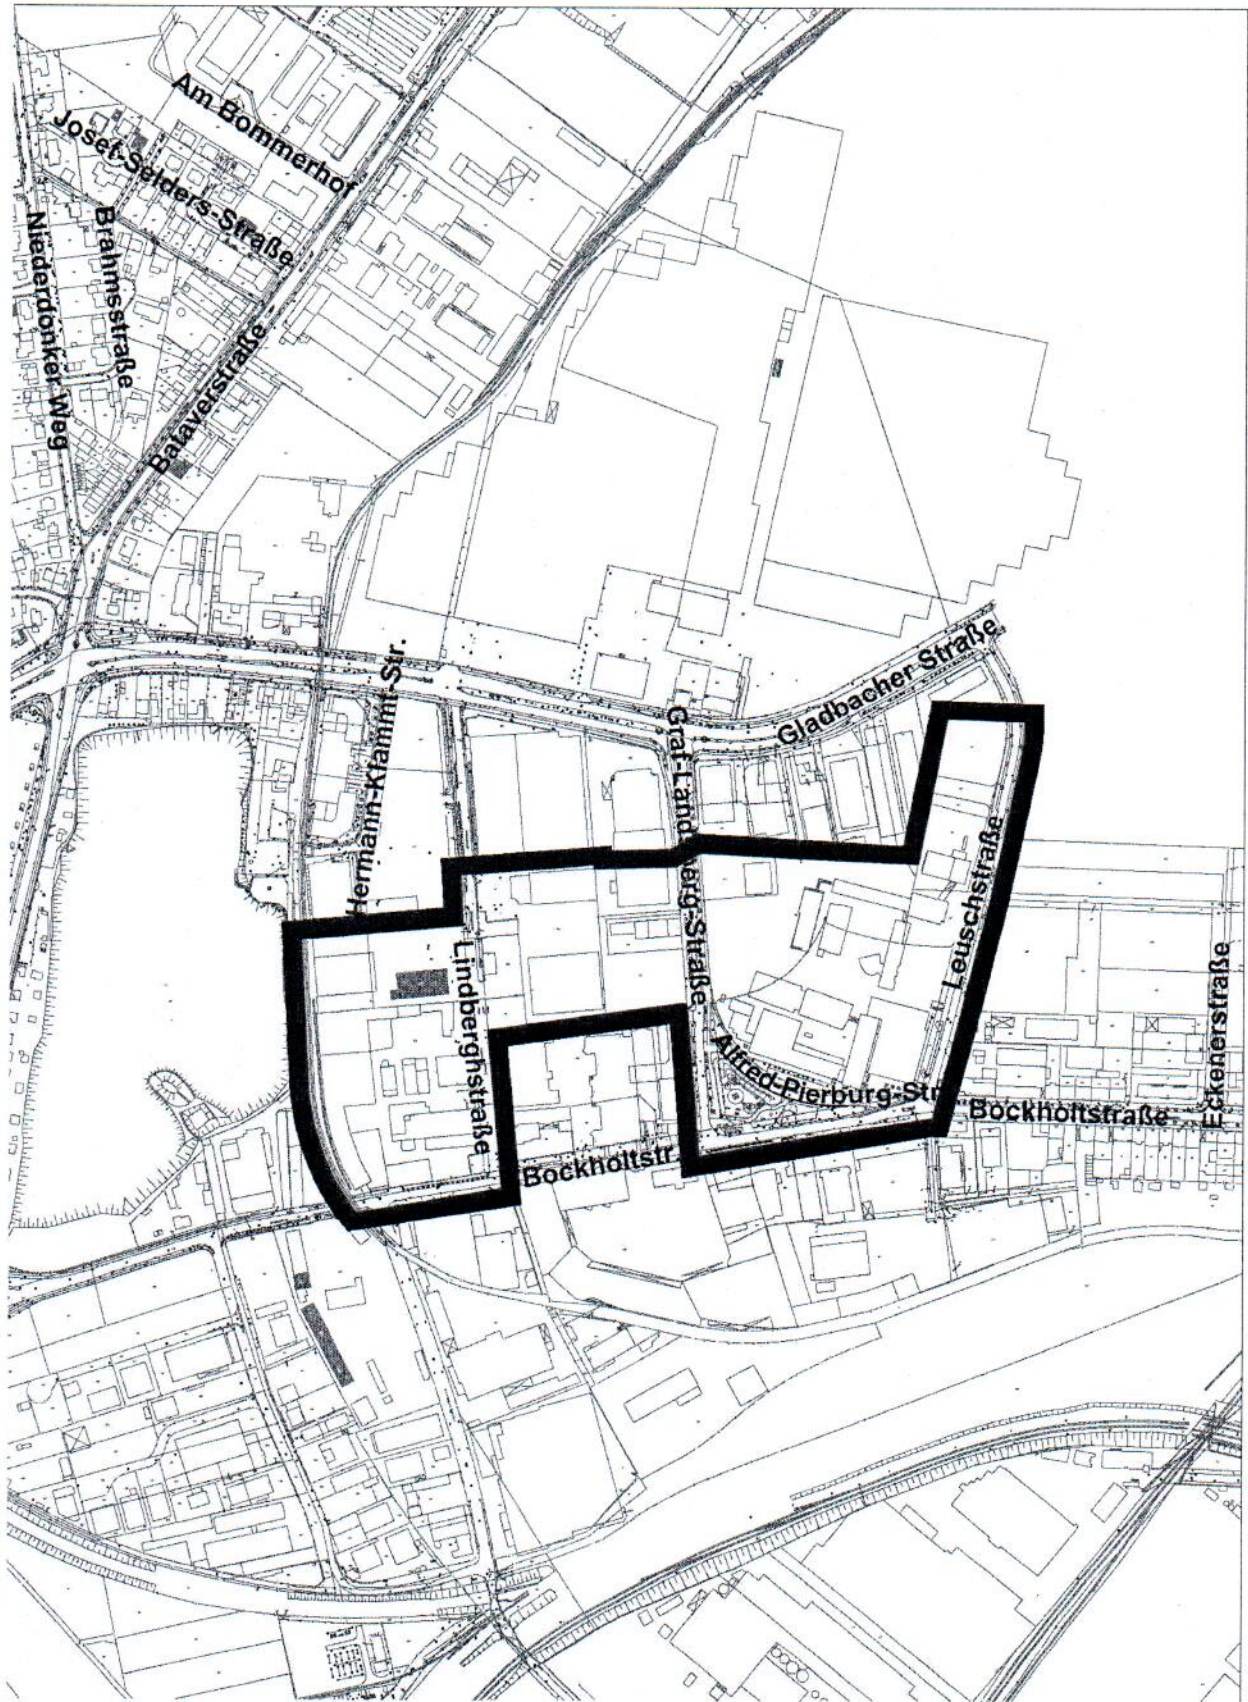 Am Bommerhof
Josef-Selders-Straße
Brahmsstraße
Niederdonker Weg
Bataverstraße
Hermann-Klammt-Str.
Gladbacher Straße
Graf-Landsberg-Straße
Leuschstraße
Lindberghstraße
Eckenerstraße
Alfred-Pierburg-Str.
Bockholtstraße
Bockholtstr.